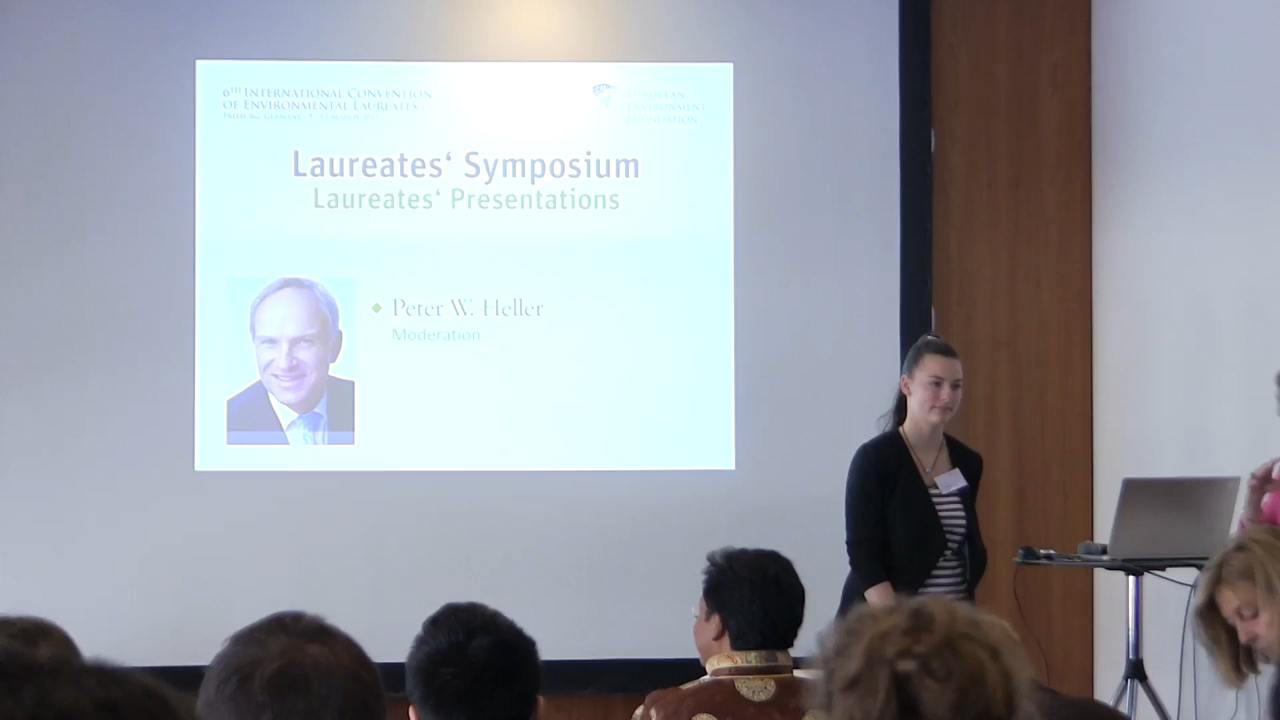 6TH INTERNATIONAL CONVENTION
OF ENVIRONMENTAL LAUREATES
EUROPEAN
ENVIRONMENT
FOUNDATION
Laureates‘ Symposium
Laureates‘ Presentations
Peter W. Heller
Moderation